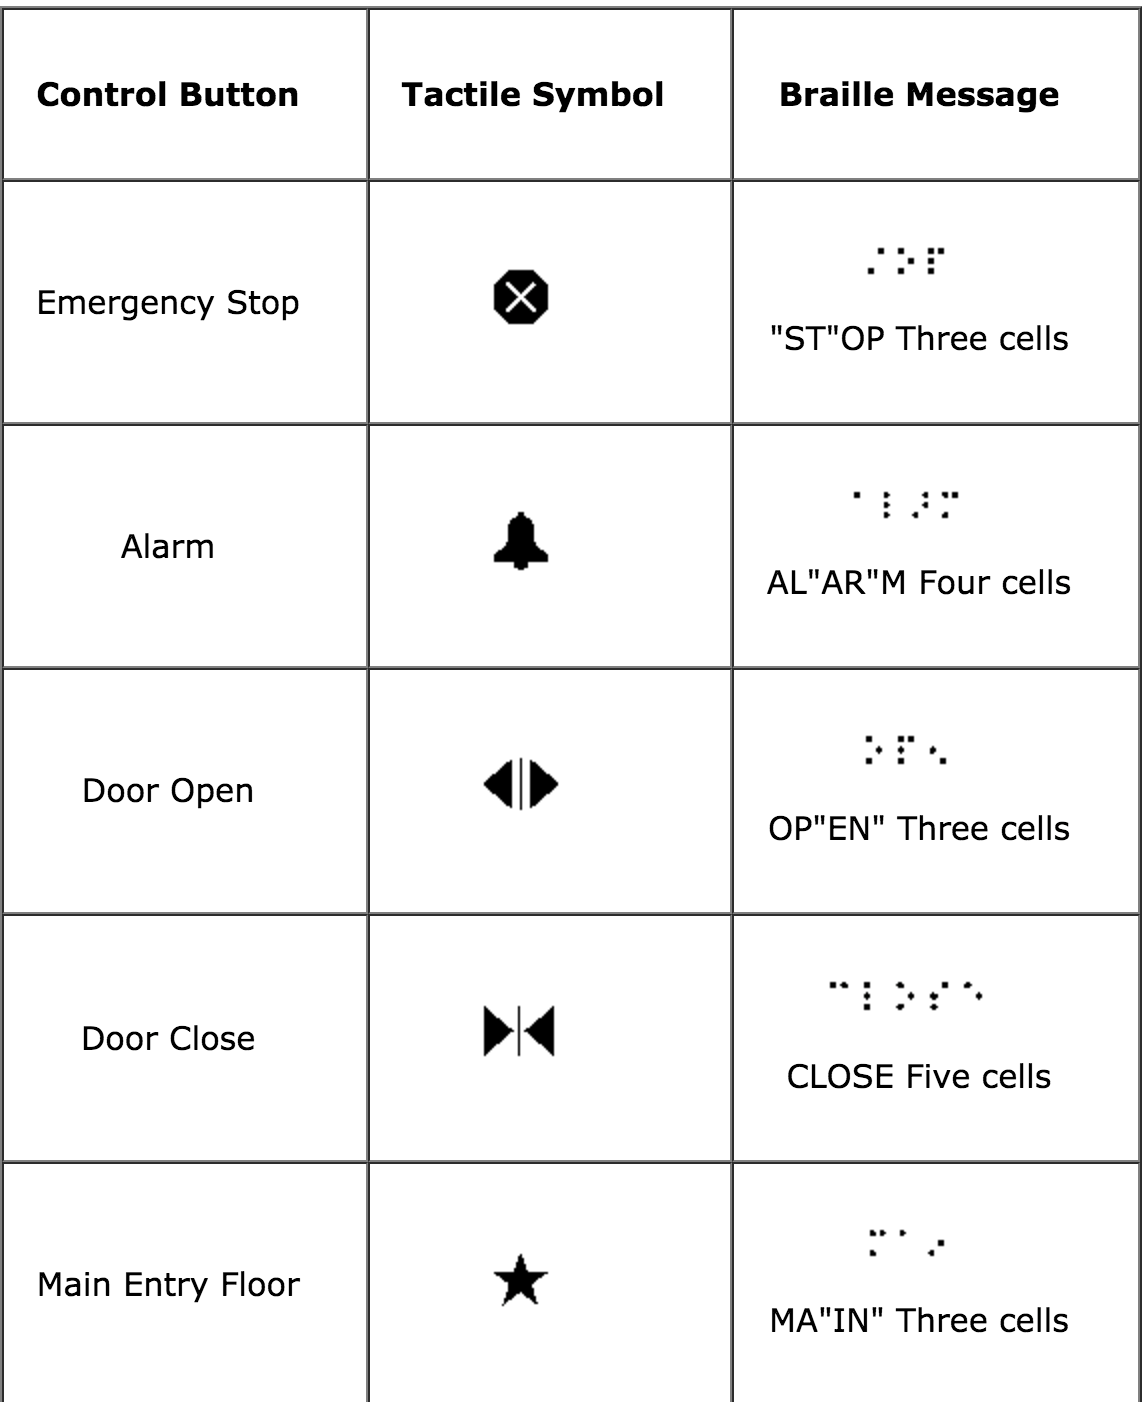 Control Button Tactile Symbol Braille Message
⠌⠕⠏
Emergency Stop
"ST"OP Three cells
⠁⠇⠜⠍
Alarm
AL"AR"M Four cells
⠕⠏⠢
Door Open
OP"EN" Three cells
⠉⠇⠕⠎⠑
Door Close
CLOSE Five cells
⠍⠁⠔
Main Entry Floor
MA"IN" Three cells